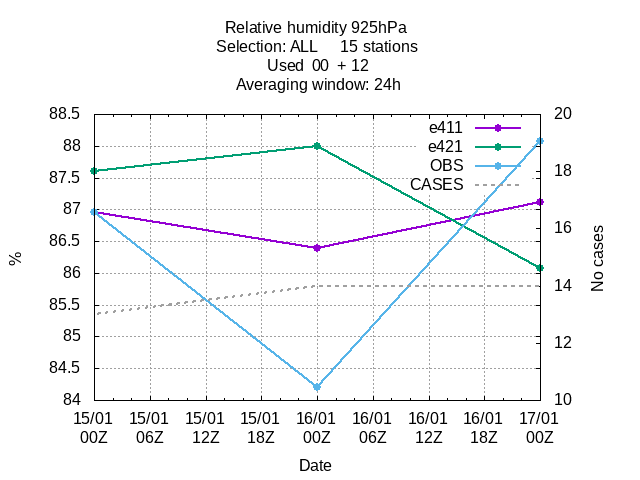 Relative humidity 925hPa
Selection: ALL     15 stations
Used  00  + 12
Averaging window: 24h
88.5
88
87.5
87
86.5
86
85.5
85
84.5
84
%
20
18
16
14
12
10
No cases
e411
e421
OBS
CASES
15/01 15/01 15/01 15/01 16/01 16/01 16/01 16/01 17/01
00Z 06Z 12Z 18Z 00Z 06Z 12Z 18Z 00Z
Date